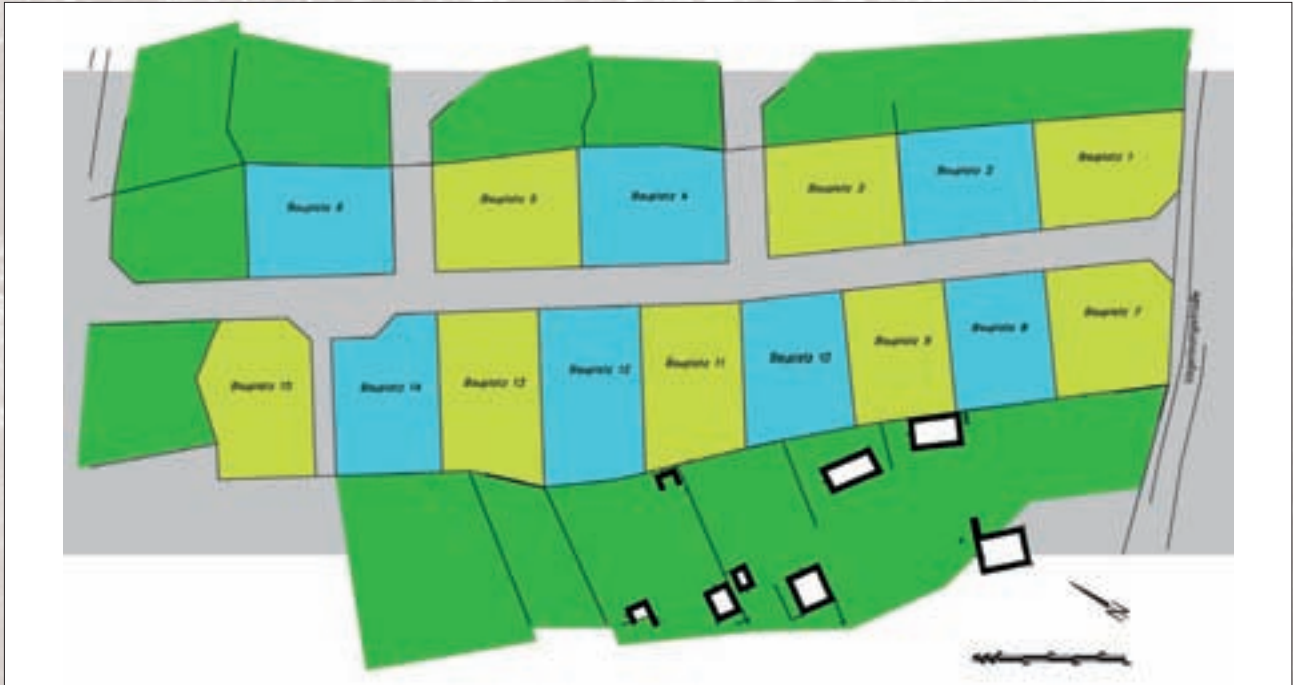 Bauplatz 1
Bauplatz 2
Bauplatz 3
Bauplatz 4
Bauplatz 5
Bauplatz 6
Bauplatz 7
Bauplatz 8
Bauplatz 9
Bauplatz 10
Bauplatz 11
Bauplatz 12
Bauplatz 13
Bauplatz 14
Bauplatz 15
N